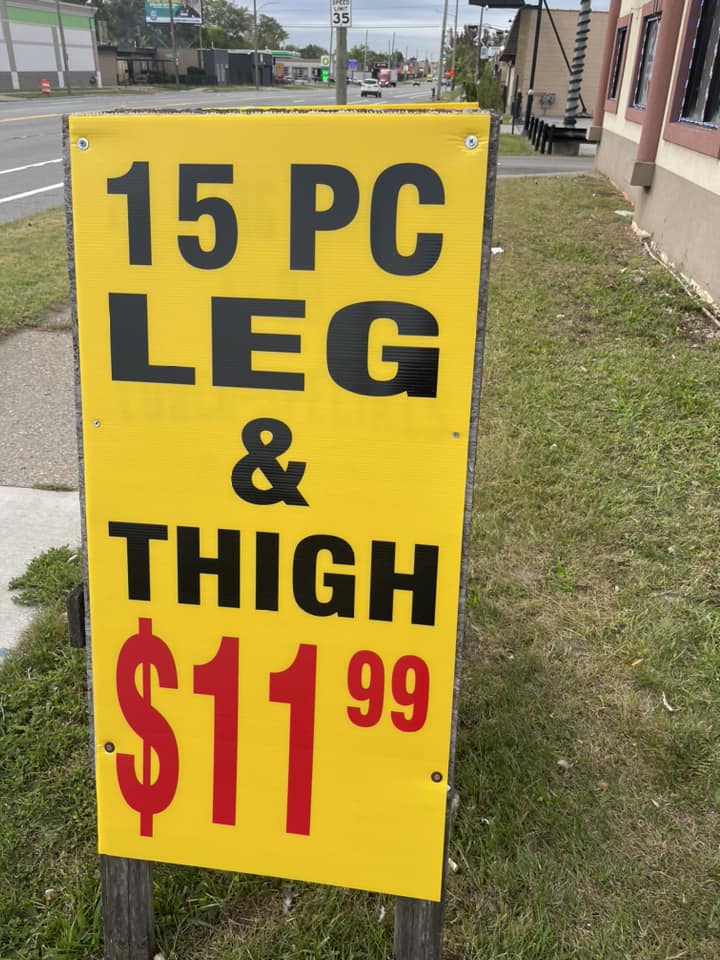 SPEED
LIMIT
35
15 PC
LEG
&
THIGH
$11 99